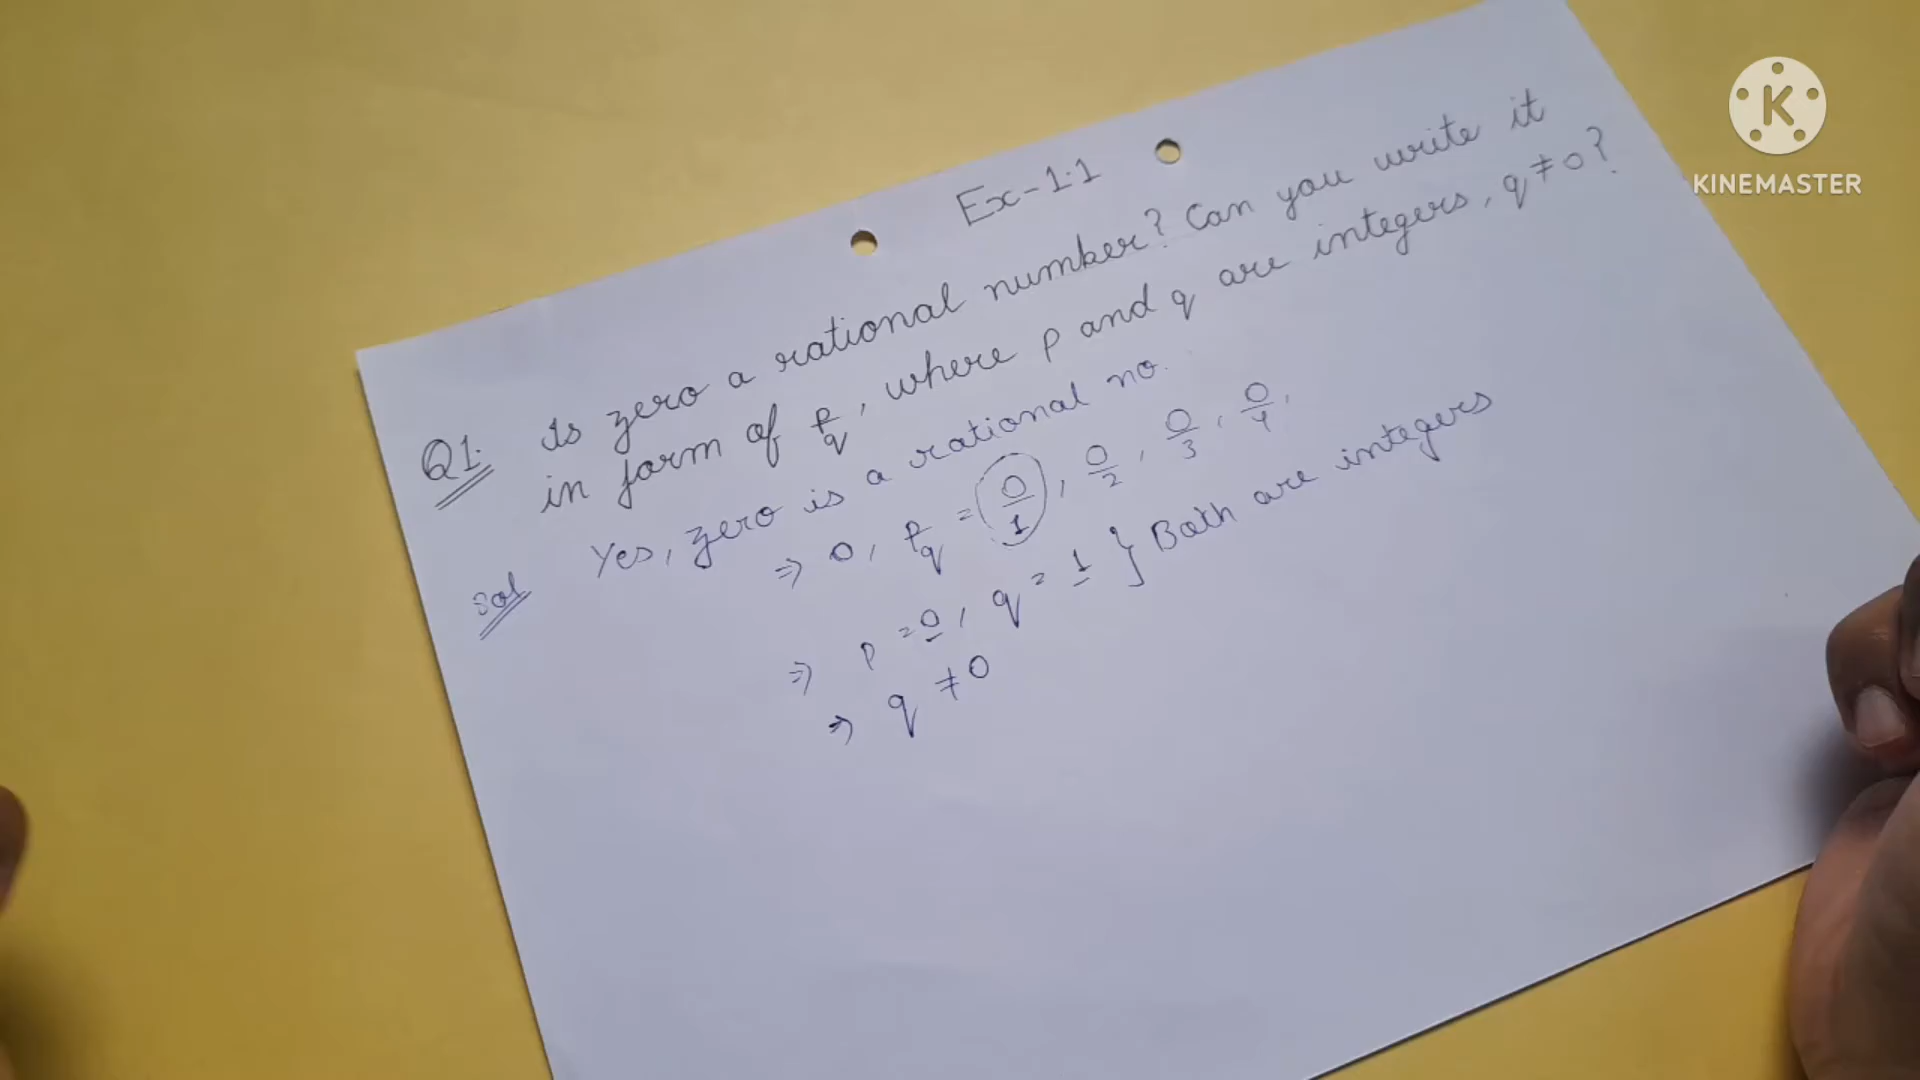 Ex-1.1
Q1. Is zero a rational number? Can you write it
in form of p/q, where p and q are integers, q ≠ 0?
Sol Yes, zero is a rational no.
⇒ 0, p/q = 0/1, 0/2, 0/3, 0/4,
⇒ p = 0, q = 1 } Both are integers
⇒ q ≠ 0
K
KINEMASTER